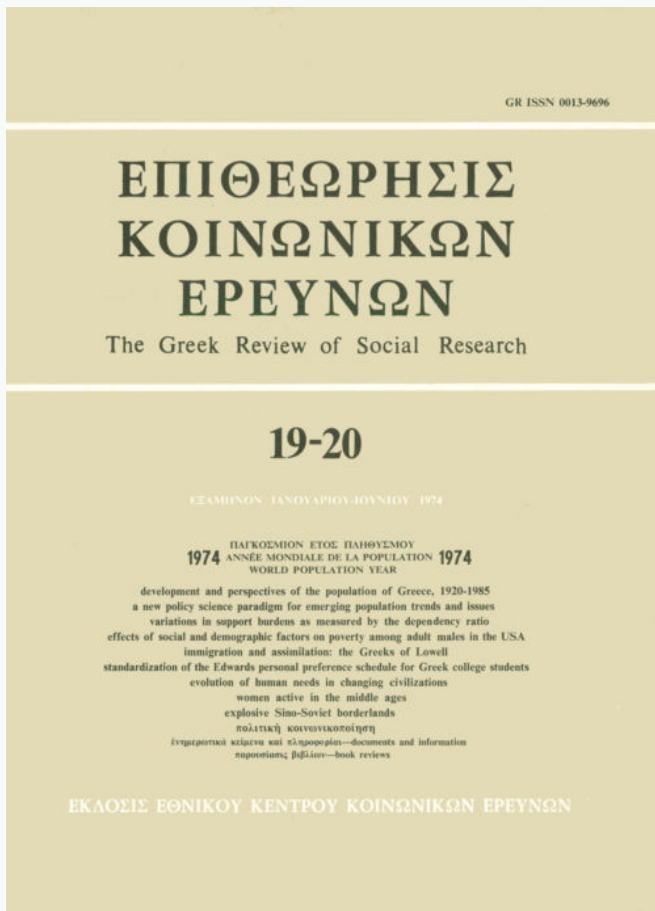 GR ISSN 0013-9696
ΕΠΙΘΕΩΡΗΣΙΣ
ΚΟΙΝΩΝΙΚΩΝ
ΕΡΕΥΝΩΝ
The Greek Review of Social Research
19-20
ΕΞΑΜΗΝΟΝ ΙΑΝΟΥΑΡΙΟΥ-ΙΟΥΝΙΟΥ 1974
ΠΑΓΚΟΣΜΙΟΝ ΕΤΟΣ ΠΛΗΘΥΣΜΟΥ
1974 ANNÉE MONDIALE DE LA POPULATION 1974
WORLD POPULATION YEAR
development and perspectives of the population of Greece, 1920-1985
a new policy science paradigm for emerging population trends and issues
variations in support burdens as measured by the dependency ratio
effects of social and demographic factors on poverty among adult males in the USA
immigration and assimilation: the Greeks of Lowell
standardization of the Edwards personal preference schedule for Greek college students
evolution of human needs in changing civilizations
women active in the middle ages
explosive Sino-Soviet borderlands
πολιτική κοινωνικοποίηση
ένημερωτικά κείμενα καί πληροφορίαι—documents and information
παρουσίασις βιβλίων—book reviews
ΕΚΔΟΣΙΣ ΕΘΝΙΚΟΥ ΚΕΝΤΡΟΥ ΚΟΙΝΩΝΙΚΩΝ ΕΡΕΥΝΩΝ